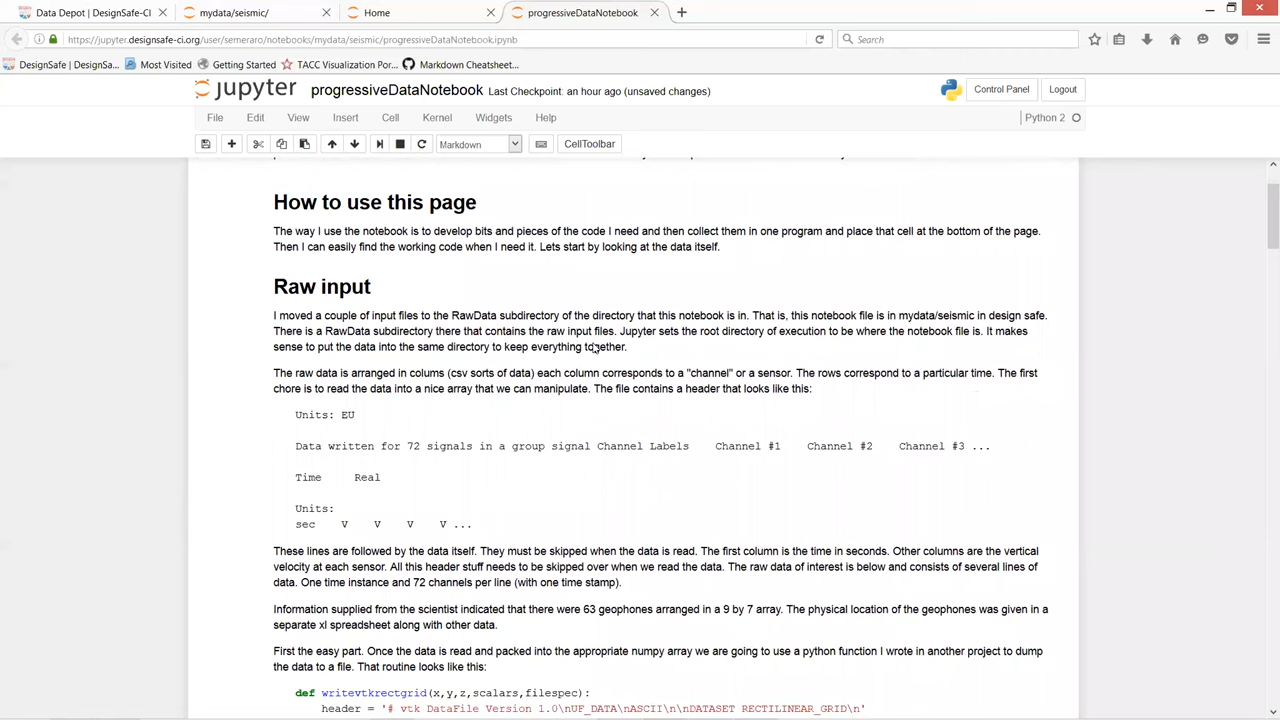 Data Depot | DesignSafe-CI
mydata/seismic/
Home
progressiveDataNotebook
https://jupyter.designsafe-ci.org/user/semeraro/notebooks/mydata/seismic/progressiveDataNotebook.ipynb
Search
DesignSafe | DesignSa...
Most Visited
Getting Started
TACC Visualization Por...
Markdown Cheatsheet...
jupyter progressiveDataNotebook Last Checkpoint: an hour ago (unsaved changes)
Control Panel
Logout
File Edit View Insert Cell Kernel Widgets Help
Python 2
Markdown
CellToolbar
How to use this page
The way I use the notebook is to develop bits and pieces of the code I need and then collect them in one program and place that cell at the bottom of the page.
Then I can easily find the working code when I need it. Lets start by looking at the data itself.
Raw input
I moved a couple of input files to the RawData subdirectory of the directory that this notebook is in. That is, this notebook file is in mydata/seismic in design safe.
There is a RawData subdirectory there that contains the raw input files. Jupyter sets the root directory of execution to be where the notebook file is. It makes
sense to put the data into the same directory to keep everything together.
The raw data is arranged in colums (csv sorts of data) each column corresponds to a "channel" or a sensor. The rows correspond to a particular time. The first
chore is to read the data into a nice array that we can manipulate. The file contains a header that looks like this:
Units: EU
Data written for 72 signals in a group signal Channel Labels Channel #1 Channel #2 Channel #3 ...
Time Real
Units:
sec V V V V ...
These lines are followed by the data itself. They must be skipped when the data is read. The first column is the time in seconds. Other columns are the vertical
velocity at each sensor. All this header stuff needs to be skipped over when we read the data. The raw data of interest is below and consists of several lines of
data. One time instance and 72 channels per line (with one time stamp).
Information supplied from the scientist indicated that there were 63 geophones arranged in a 9 by 7 array. The physical location of the geophones was given in a
separate xl spreadsheet along with other data.
First the easy part. Once the data is read and packed into the appropriate numpy array we are going to use a python function I wrote in another project to dump
the data to a file. That routine looks like this:
def writevtkrectgrid(x,y,z,scalars,filespec):
header = '# vtk DataFile Version 1.0\nUF_DATA\nASCII\n\nDATASET RECTILINEAR_GRID\n'